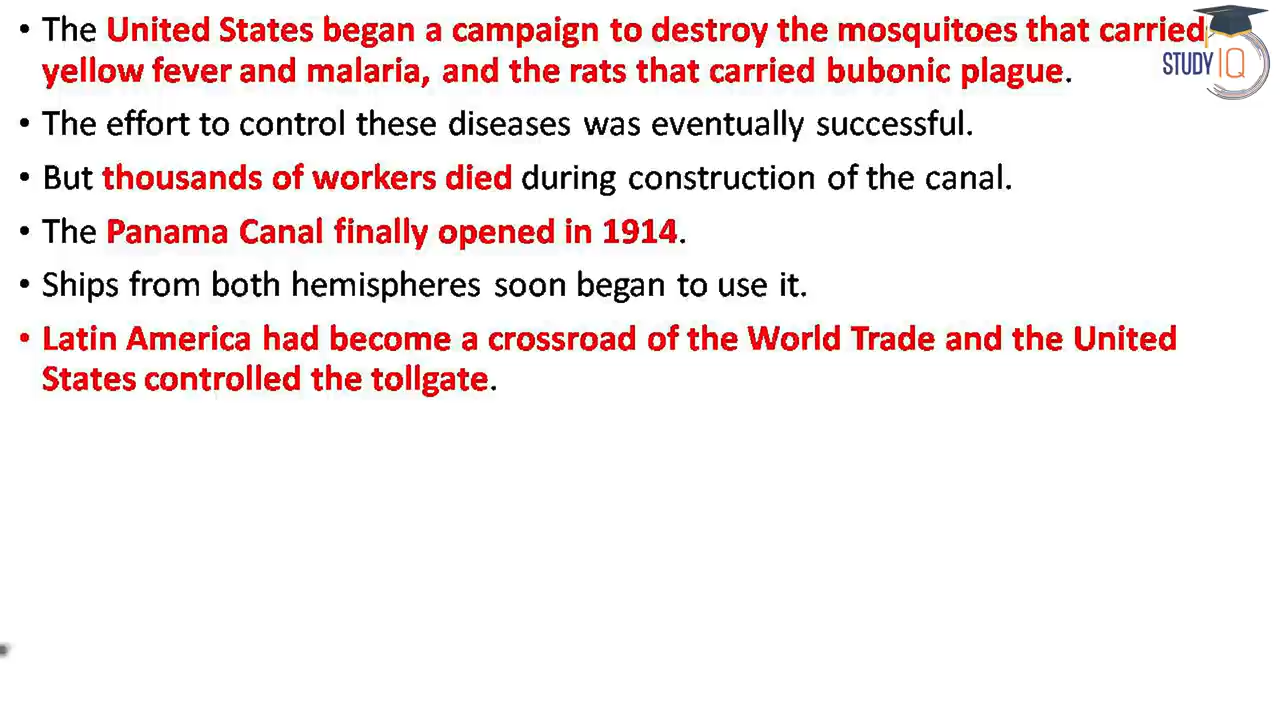 • The United States began a campaign to destroy the mosquitoes that carried
yellow fever and malaria, and the rats that carried bubonic plague.
• The effort to control these diseases was eventually successful.
• But thousands of workers died during construction of the canal.
• The Panama Canal finally opened in 1914.
• Ships from both hemispheres soon began to use it.
• Latin America had become a crossroad of the World Trade and the United
States controlled the tollgate.
STUDY IQ